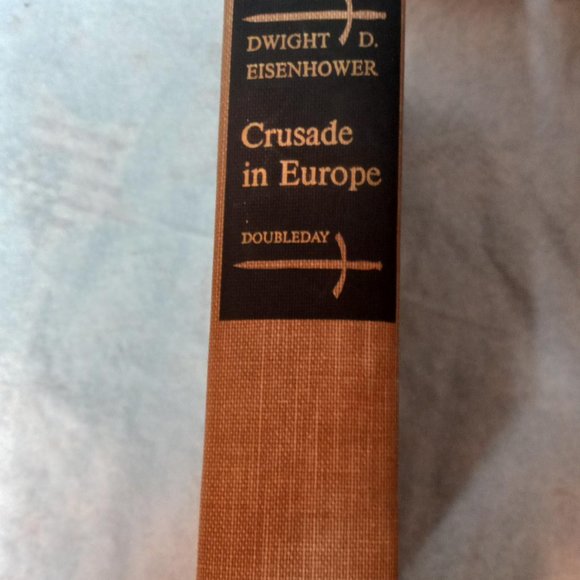 DWIGHT D.
EISENHOWER
Crusade
in Europe
DOUBLEDAY